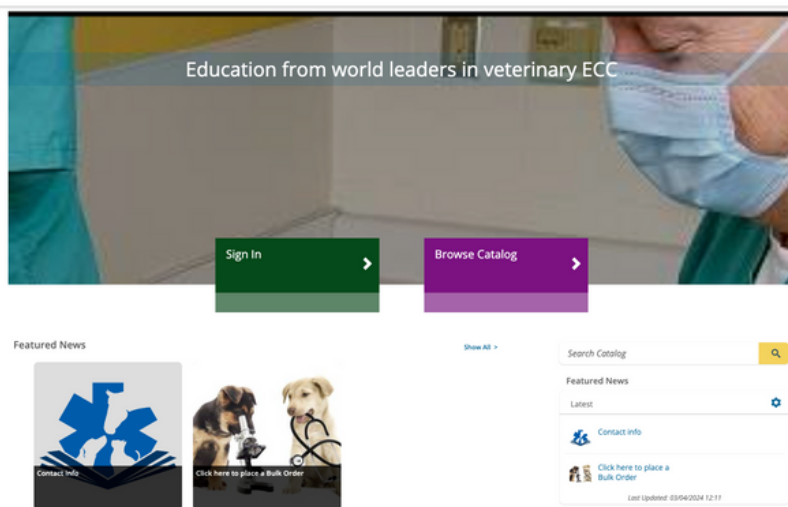 Education from world leaders in veterinary ECC
Sign In
Browse Catalog
Featured News
Show All >
Contact Info
Click here to place a Bulk Order
Search Catalog
Featured News
Latest
Contact info
Click here to place a
Bulk Order
Last Updated: 03/04/2024 12:11